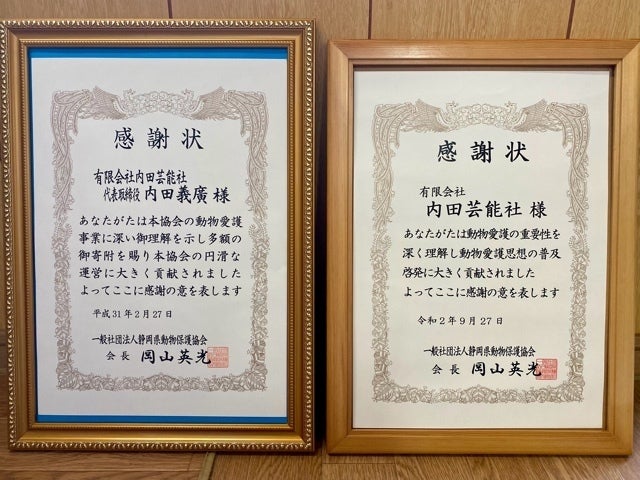 感謝状
有限会社内田芸能社
代表取締役 内田義廣 様
あなたがたは本協会の動物愛護
事業に深い御理解を示し多額の
御寄附を賜り本協会の円滑な
運営に大きく貢献されました
よってここに感謝の意を表します
平成31年2月27日
一般社団法人静岡県動物保護協会
会長 岡山英光
感謝状
有限会社
内田芸能社 様
あなたがたは動物愛護の重要性を
深く理解し動物愛護思想の普及
啓発に大きく貢献されました
よってここに感謝の意を表します
令和2年9月27日
一般社団法人静岡県動物保護協会
会長 岡山英光